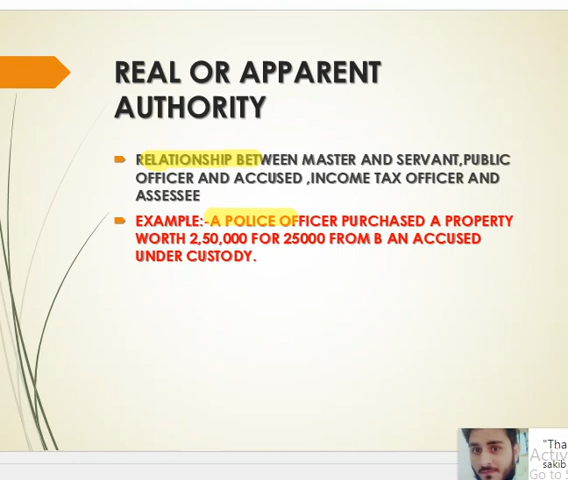 REAL OR APPARENT
AUTHORITY
RELATIONSHIP BETWEEN MASTER AND SERVANT,PUBLIC
OFFICER AND ACCUSED ,INCOME TAX OFFICER AND
ASSESSEE
EXAMPLE:-A POLICE OFFICER PURCHASED A PROPERTY
WORTH 2,50,000 FOR 25000 FROM B AN ACCUSED
UNDER CUSTODY.
"Tha
Activ
sakib
Go to S